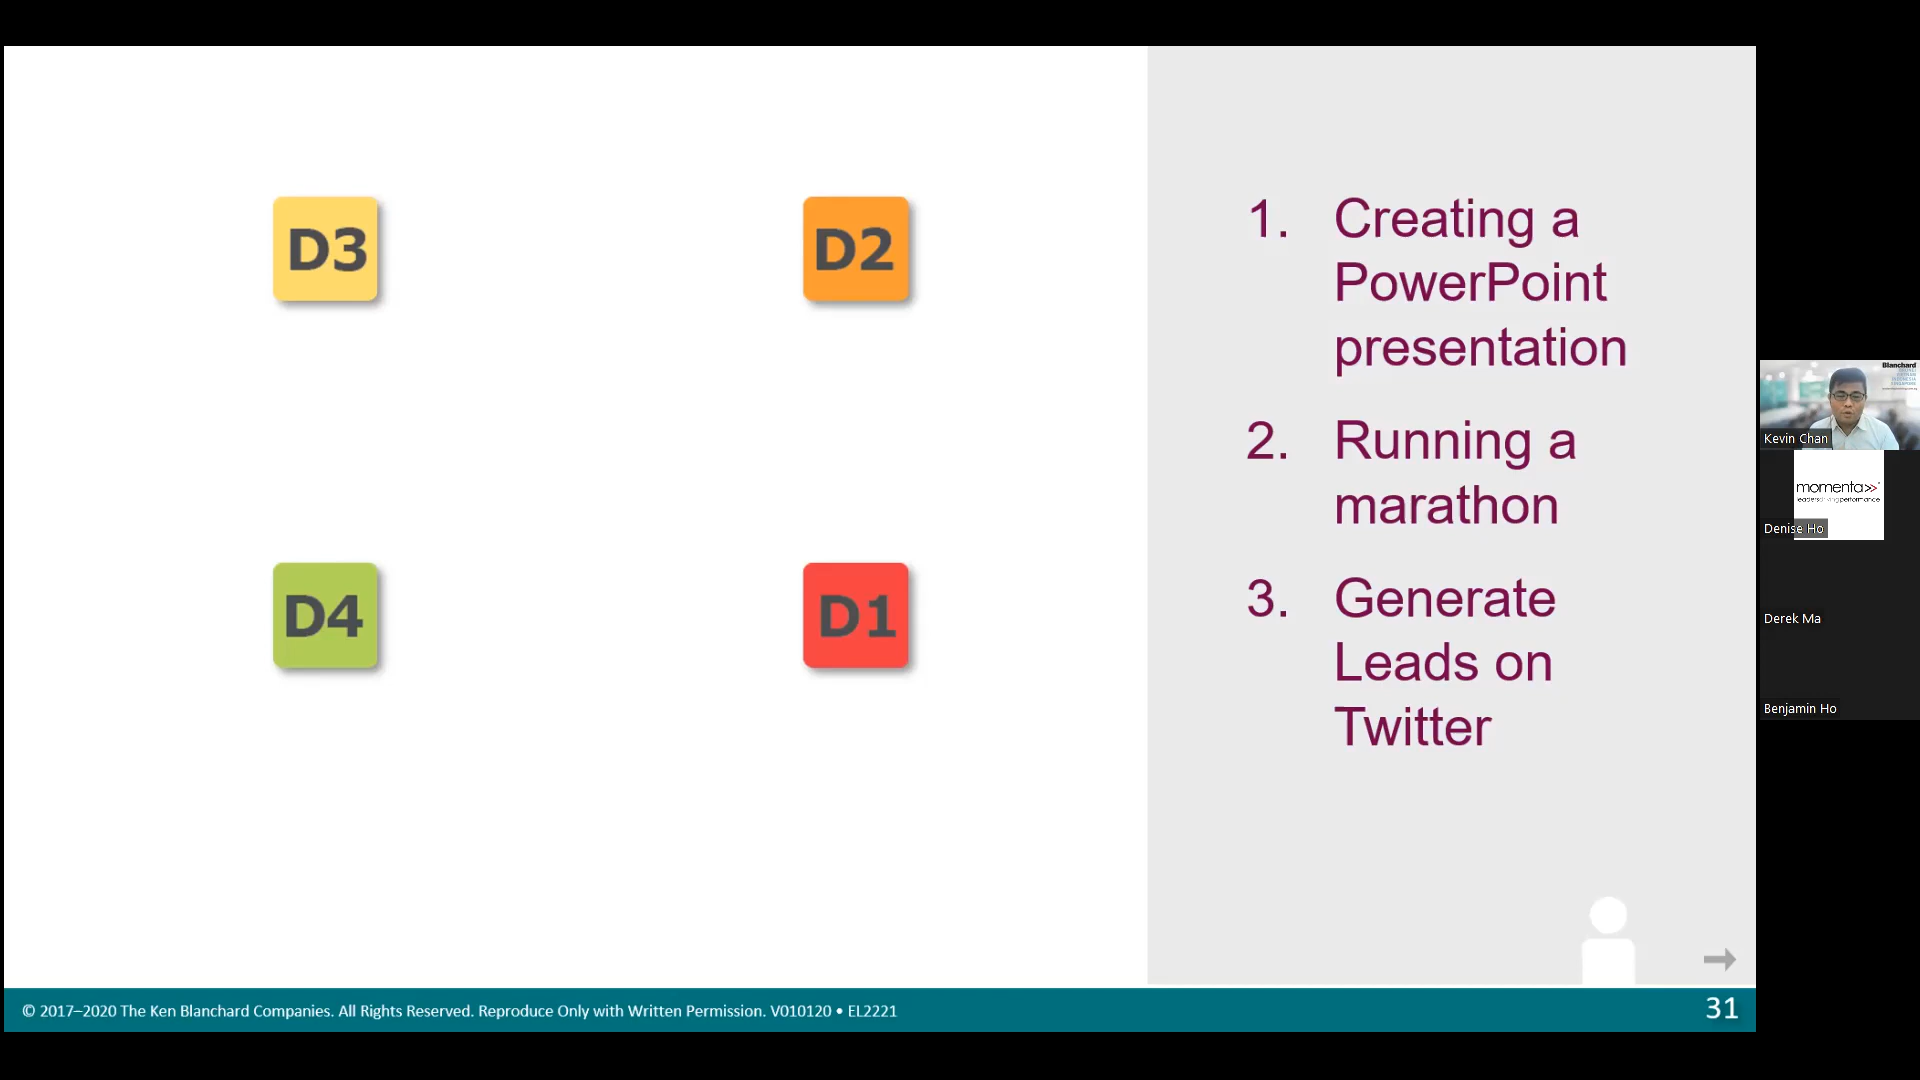 D3
D2
D4
D1
1. Creating a
PowerPoint
presentation
2. Running a
marathon
3. Generate
Leads on
Twitter
© 2017–2020 The Ken Blanchard Companies. All Rights Reserved. Reproduce Only with Written Permission. V010120 • EL2221
31
Blanchard
Kevin Chan
momenta>>
leadersdrivingperformance
Denise Ho
Derek Ma
Benjamin Ho